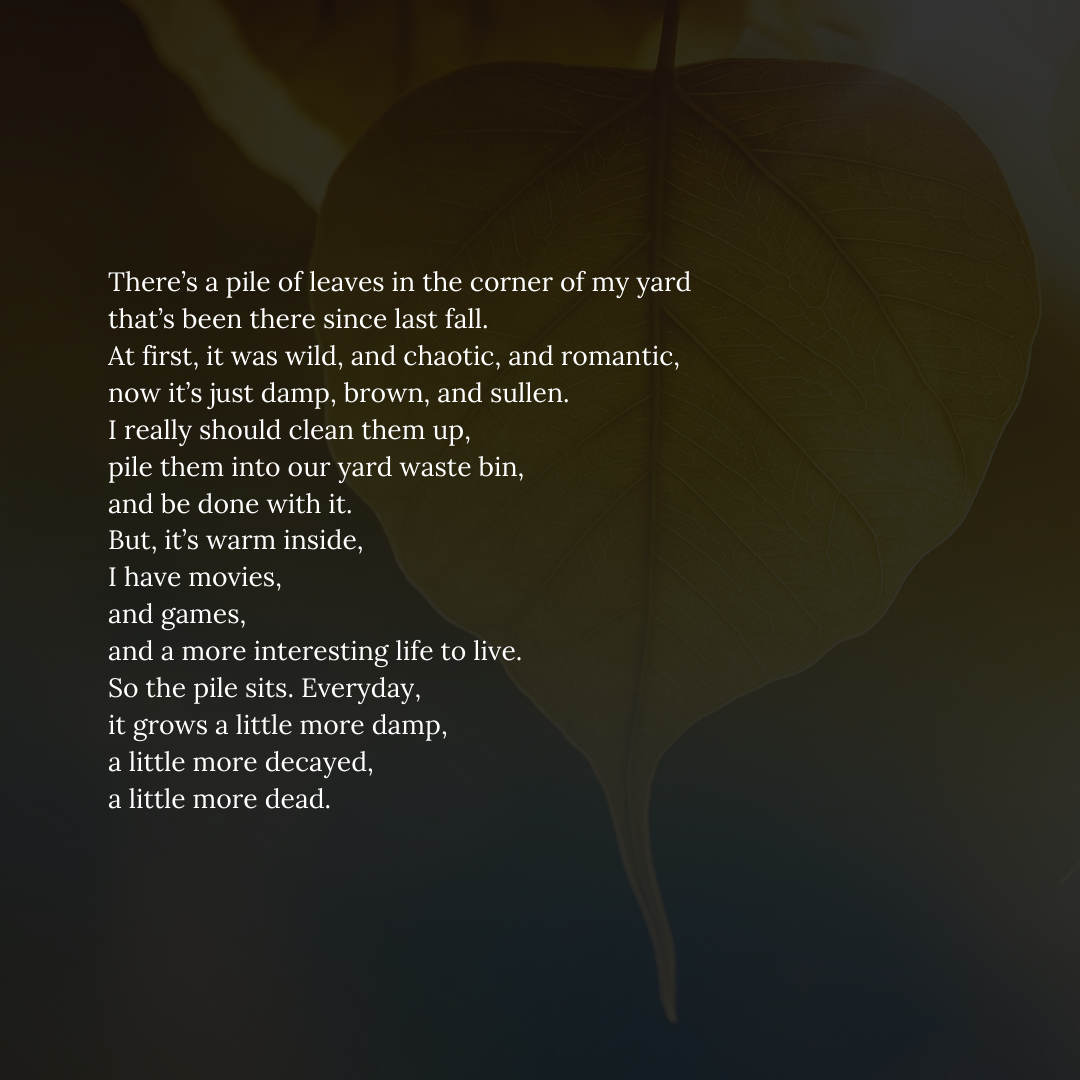 There’s a pile of leaves in the corner of my yard
that’s been there since last fall.
At first, it was wild, and chaotic, and romantic,
now it’s just damp, brown, and sullen.
I really should clean them up,
pile them into our yard waste bin,
and be done with it.
But, it’s warm inside,
I have movies,
and games,
and a more interesting life to live.
So the pile sits. Everyday,
it grows a little more damp,
a little more decayed,
a little more dead.